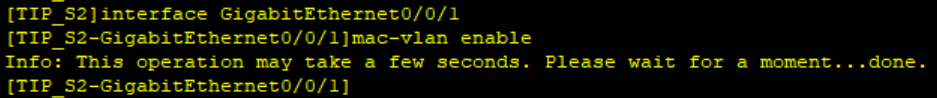 [TIP_S2]interface GigabitEthernet0/0/1
[TIP_S2-GigabitEthernet0/0/1]mac-vlan enable
Info: This operation may take a few seconds. Please wait for a moment...done.
[TIP_S2-GigabitEthernet0/0/1]